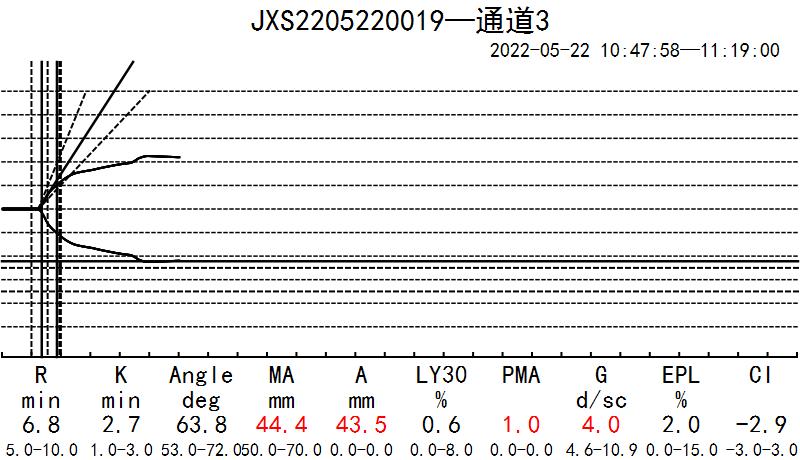 JXS2205220019—通道3
2022-05-22 10:47:58—11:19:00
R K Angle MA A LY30 PMA G EPL CI
min min deg mm mm % d/sc %
6.8 2.7 63.8 44.4 43.5 0.6 1.0 4.0 2.0 -2.9
5.0-10.0 1.0-3.0 53.0-72.0 50.0-70.0 0.0-0.0 0.0-8.0 0.0-0.0 4.6-10.9 0.0-15.0 -3.0-3.0